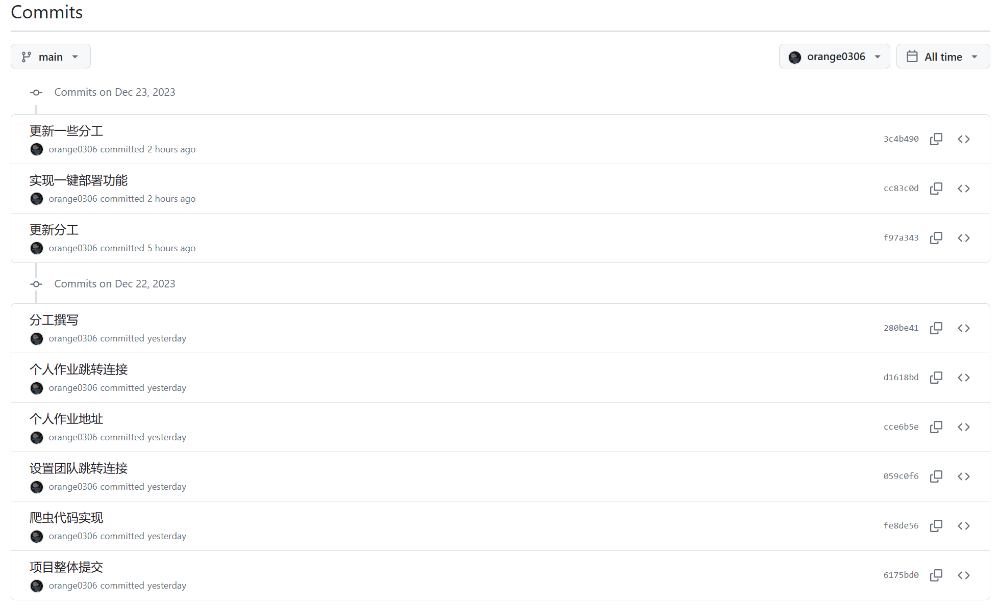 Commits
main
orange0306
All time
Commits on Dec 23, 2023
更新一些分工
orange0306 committed 2 hours ago
3c4b490
实现一键部署功能
orange0306 committed 2 hours ago
cc83c0d
更新分工
orange0306 committed 5 hours ago
f97a343
Commits on Dec 22, 2023
分工撰写
orange0306 committed yesterday
280be41
个人作业跳转连接
orange0306 committed yesterday
d1618bd
个人作业地址
orange0306 committed yesterday
cce6b5e
设置团队跳转连接
orange0306 committed yesterday
059c0f6
爬虫代码实现
orange0306 committed yesterday
fe8de56
项目整体提交
orange0306 committed yesterday
6175bd0